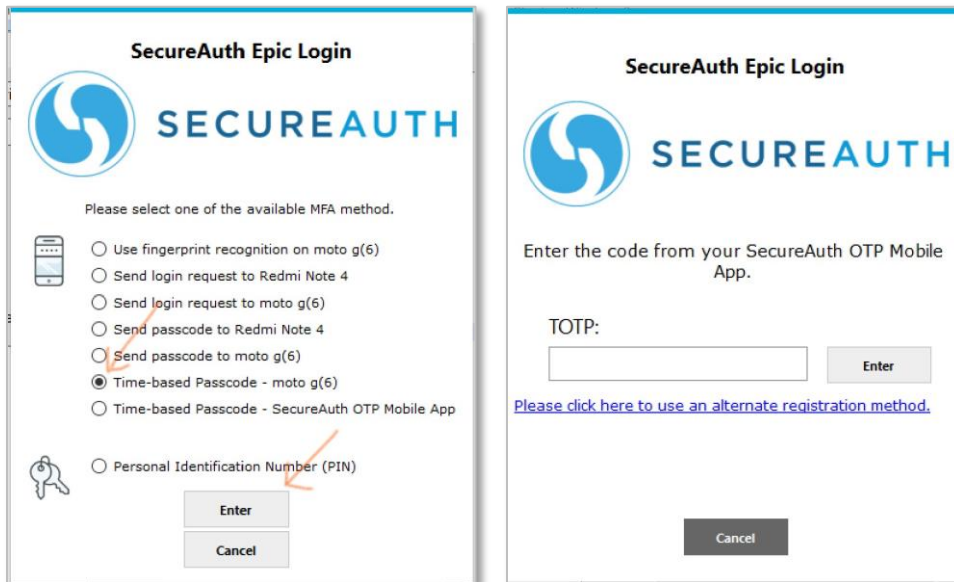 SecureAuth Epic Login
SECUREAUTH
Please select one of the available MFA method.
Use fingerprint recognition on moto g(6)
Send login request to Redmi Note 4
Send login request to moto g(6)
Send passcode to Redmi Note 4
Send passcode to moto g(6)
Time-based Passcode - moto g(6)
Time-based Passcode - SecureAuth OTP Mobile App
Personal Identification Number (PIN)
Enter
Cancel
SecureAuth Epic Login
SECUREAUTH
Enter the code from your SecureAuth OTP Mobile
App.
TOTP:
Enter
Please click here to use an alternate registration method.
Cancel